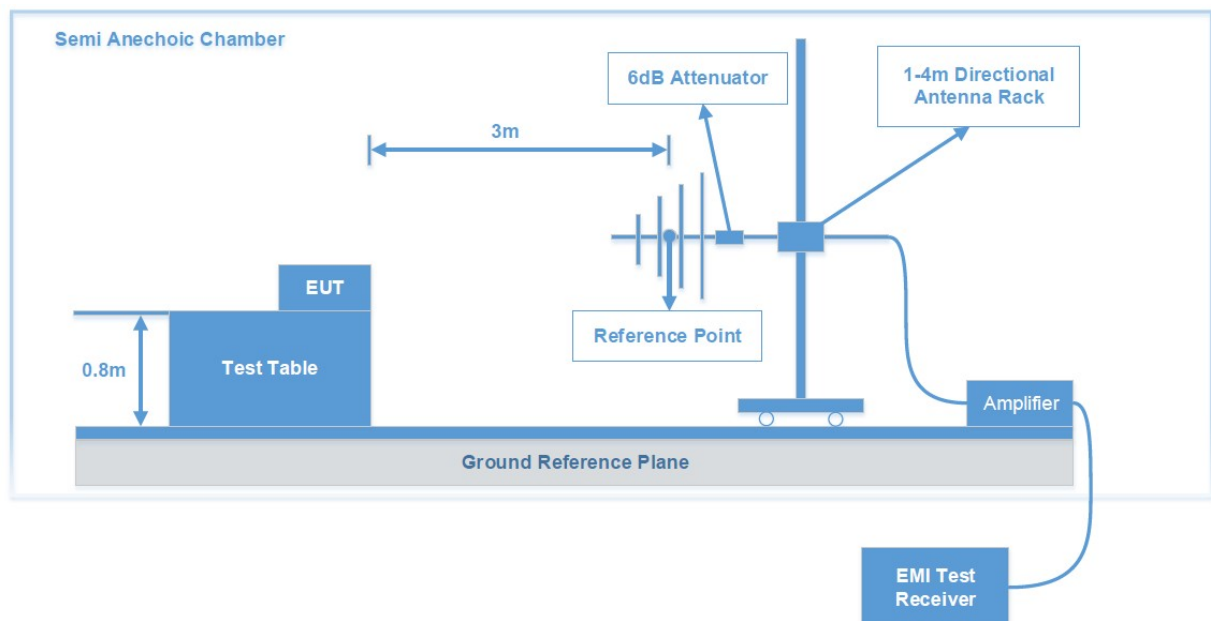 Semi Anechoic Chamber
6dB Attenuator
1-4m Directional
Antenna Rack
3m
EUT
Reference Point
0.8m
Test Table
Amplifier
Ground Reference Plane
EMI Test
Receiver